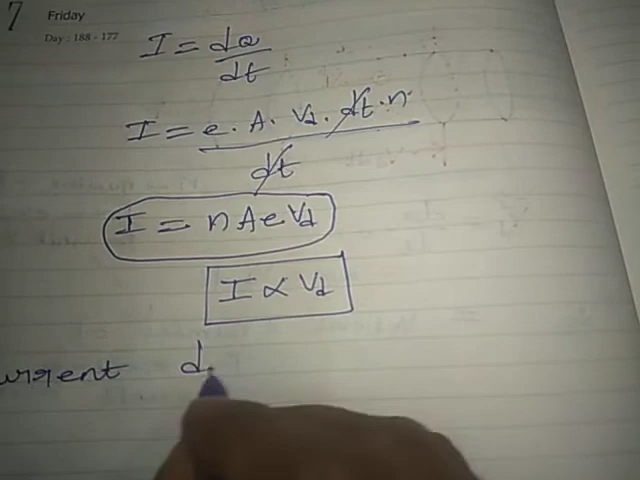 7 Friday
Day : 188 - 177
I = dQ/dt
I = e. A. Vd. dt. n/dt
I = nAeVd
I ∝ Vd
urrent d